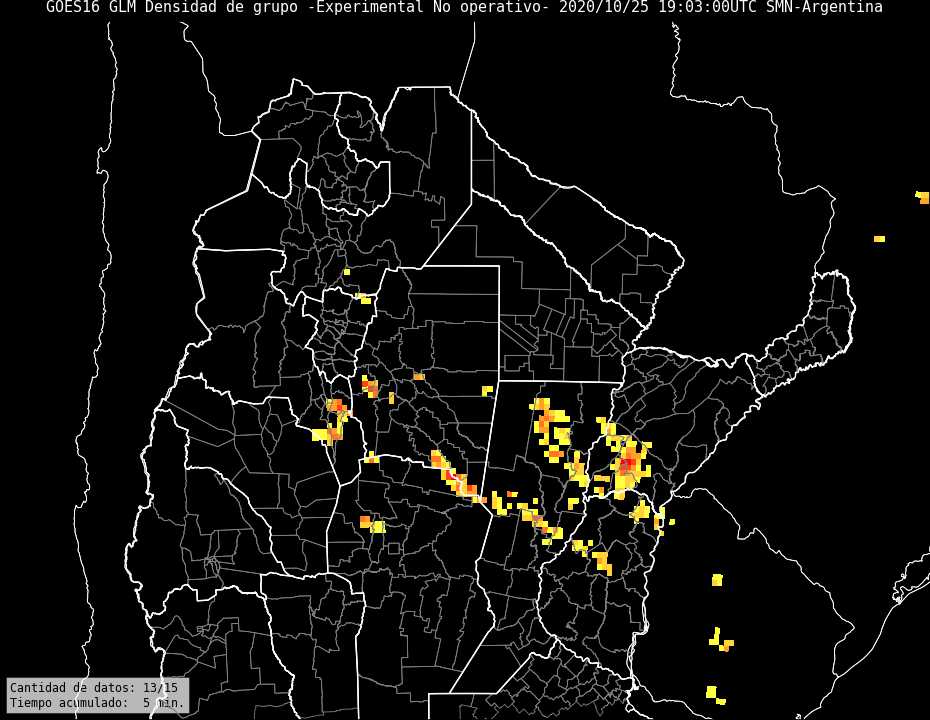 GOES16 GLM Densidad de grupo -Experimental No operativo- 2020/10/25 19:03:00UTC SMN-Argentina
Cantidad de datos: 13/15
Tiempo acumulado:  5 min.